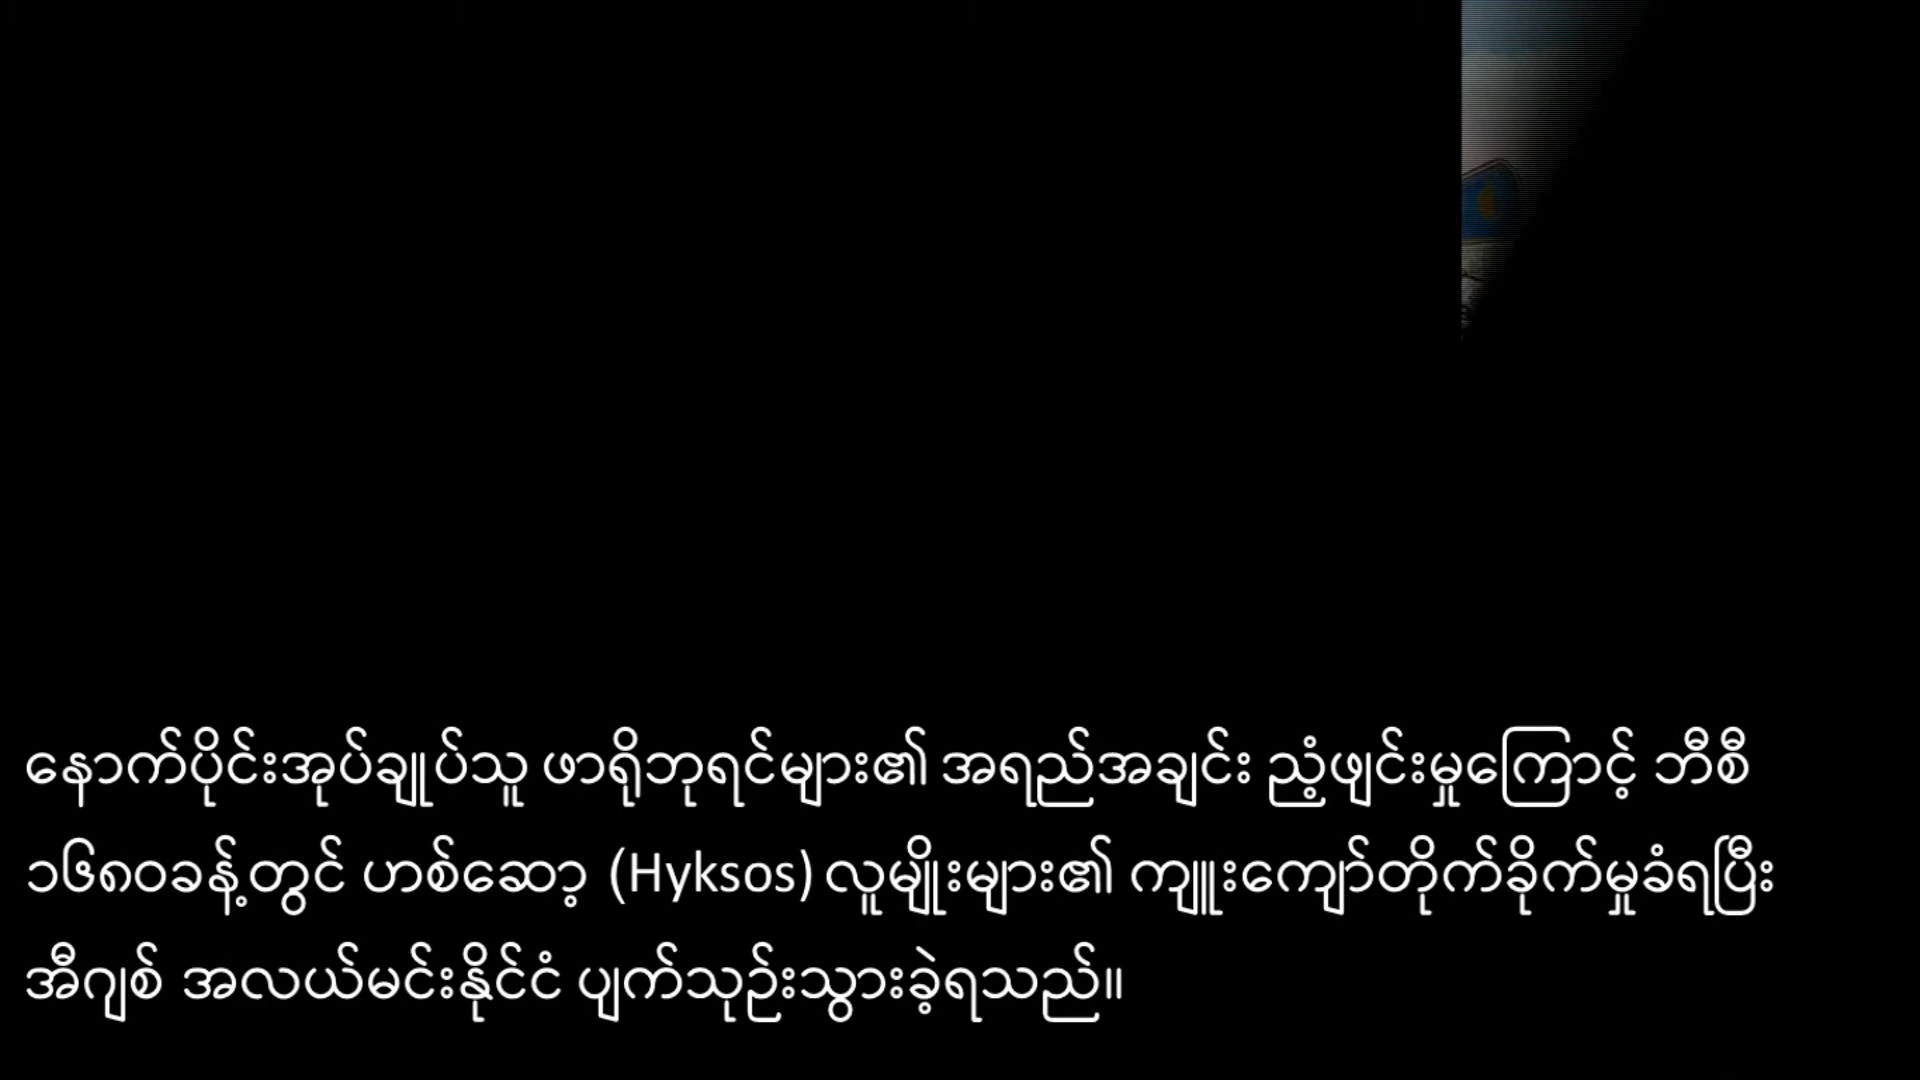 နောက်ပိုင်းအုပ်ချုပ်သူ ဖာရိုဘုရင်များ၏ အရည်အချင်း ညံ့ဖျင်းမှုကြောင့် ဘီစီ
၁၆၈၀ခန့်တွင် ဟစ်ဆော့ (Hyksos) လူမျိုးများ၏ ကျူးကျော်တိုက်ခိုက်မှုခံရပြီး
အီဂျစ် အလယ်မင်းနိုင်ငံ ပျက်သုဉ်းသွားခဲ့ရသည်။